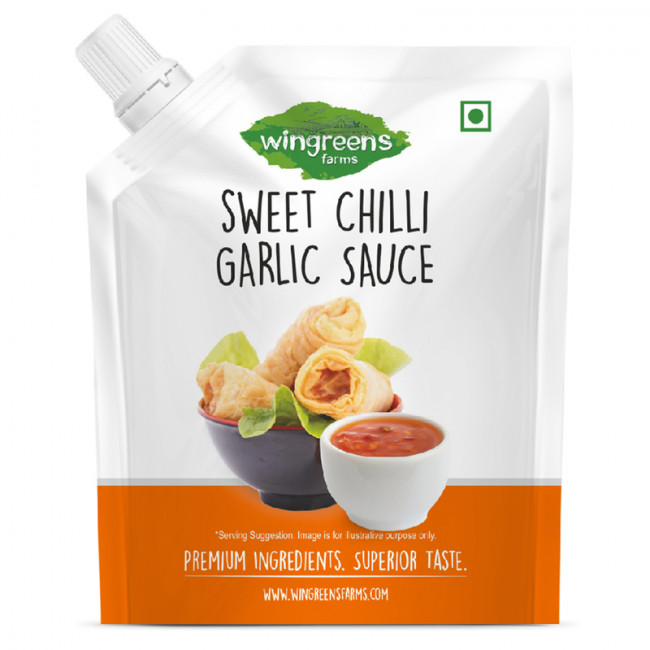 wingreens
farms
SWEET CHILLI
GARLIC SAUCE
*Serving Suggestion. Image is for illustrative purpose only.
PREMIUM INGREDIENTS. SUPERIOR TASTE.
WWW.WINGREENSFARMS.COM